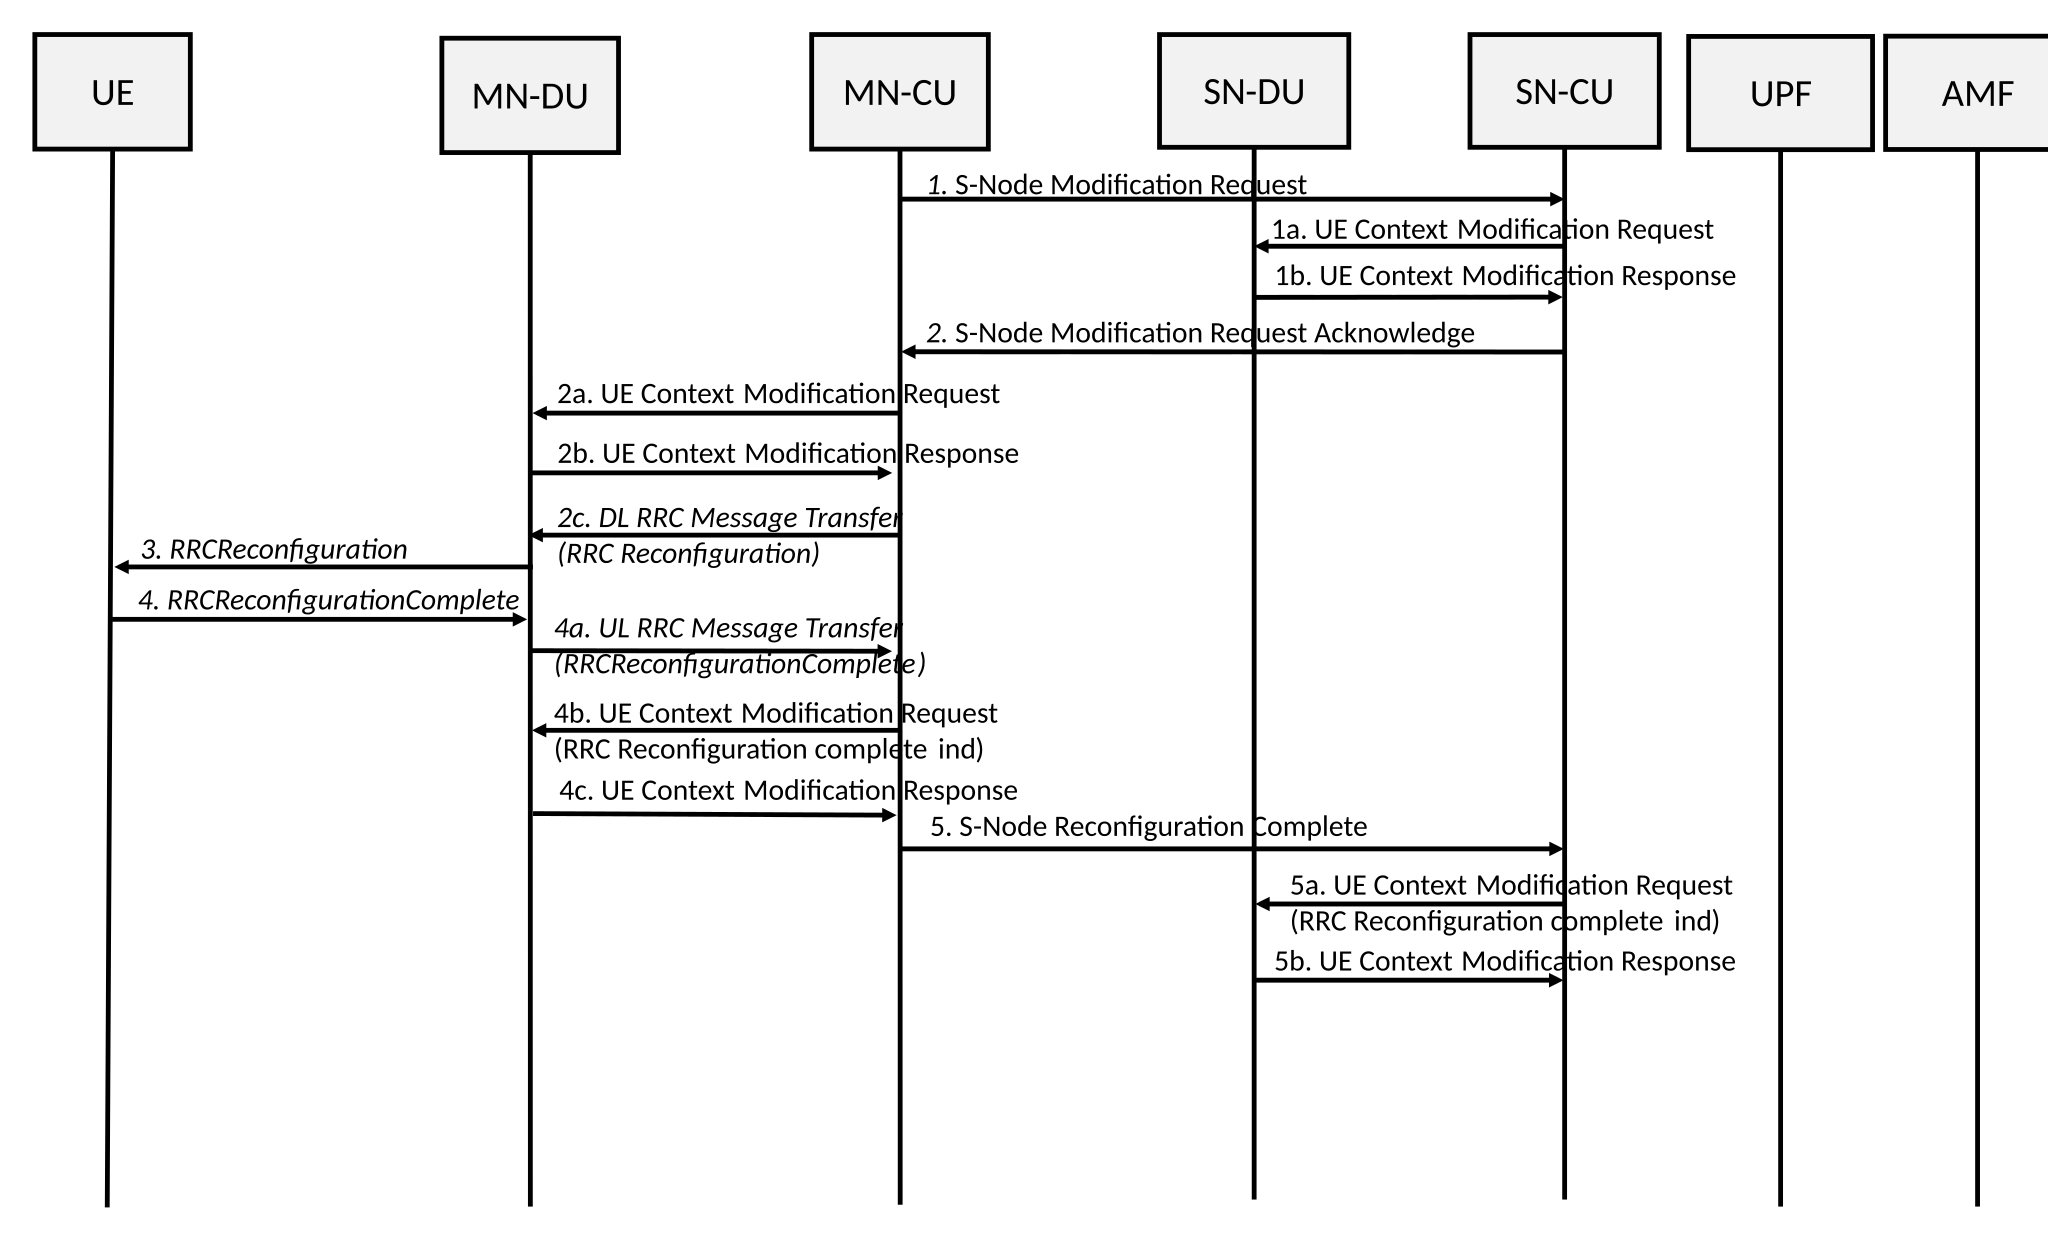 UE
MN-DU
MN-CU
SN-DU
SN-CU
UPF
AMF
1. S-Node Modification Request
1a. UE Context Modification Request
1b. UE Context Modification Response
2. S-Node Modification Request Acknowledge
2a. UE Context Modification Request
2b. UE Context Modification Response
2c. DL RRC Message Transfer
(RRC Reconfiguration)
3. RRCReconfiguration
4. RRCReconfigurationComplete
4a. UL RRC Message Transfer
(RRCReconfigurationComplete)
4b. UE Context Modification Request
(RRC Reconfiguration complete ind)
4c. UE Context Modification Response
5. S-Node Reconfiguration Complete
5a. UE Context Modification Request
(RRC Reconfiguration complete ind)
5b. UE Context Modification Response